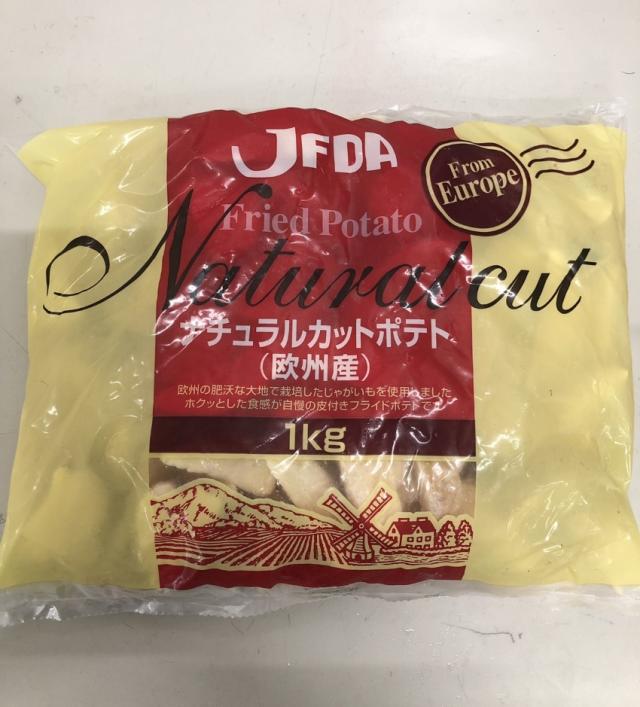 JFDA
From
Europe
Fried Potato
Natural cut
ナチュラルカットポテト
(欧州産)
欧州の肥沃な大地で栽培したじゃがいもを使用しました
ホクッとした食感が自慢の皮付きフライドポテトです
1kg